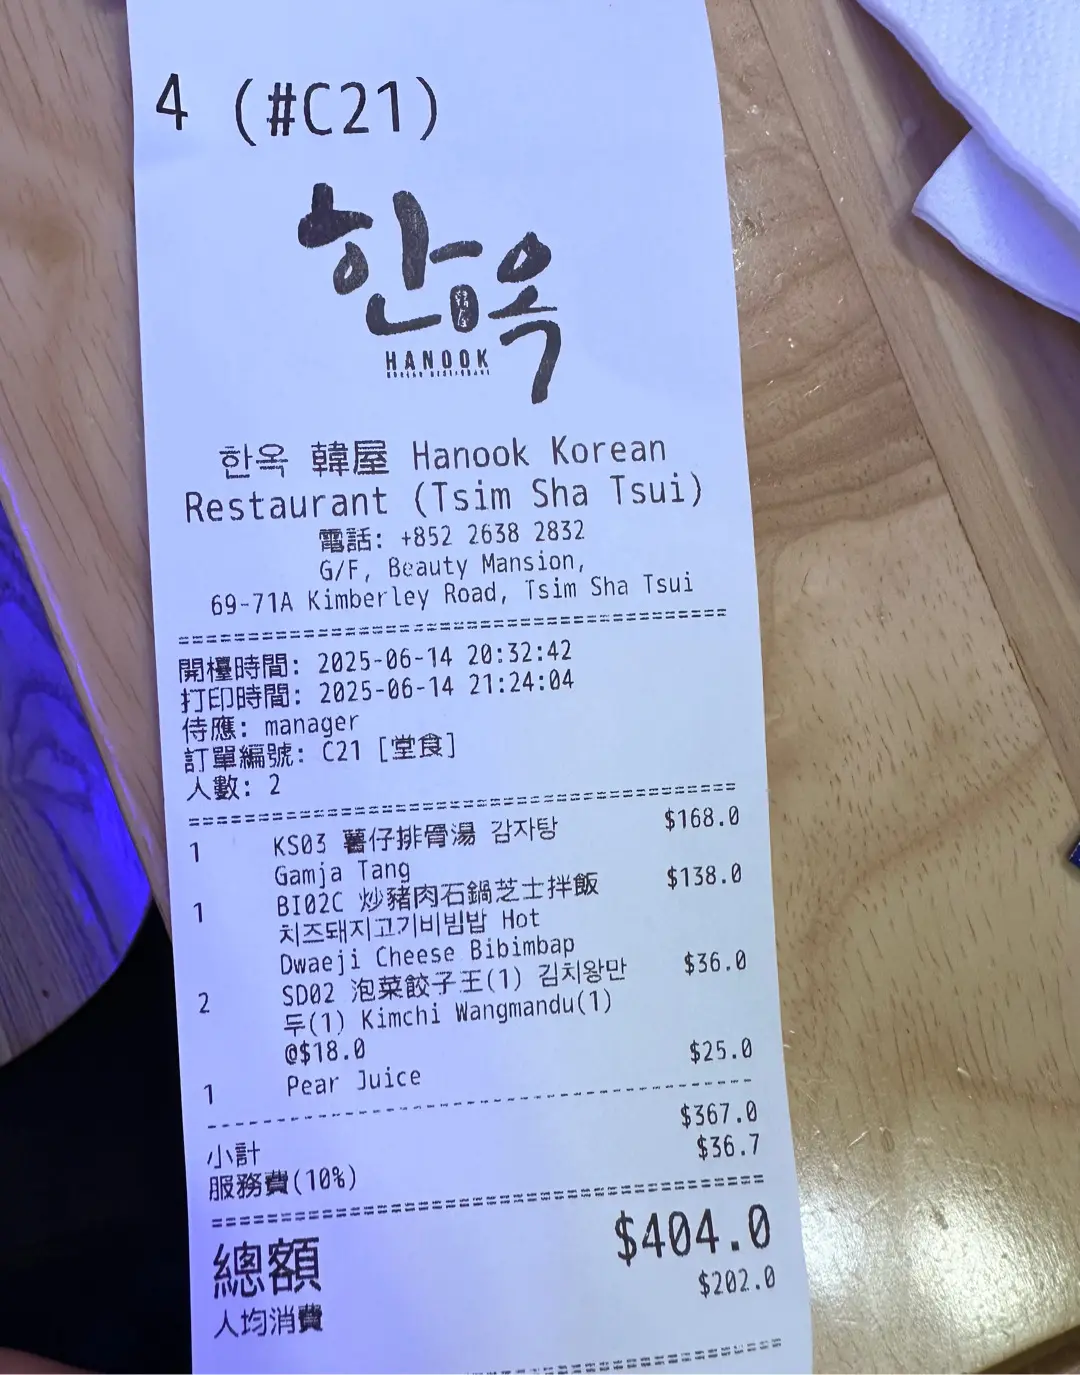 4 (#C21)
한옥
韓屋
HANOOK
KOREAN RESTAURANT
한옥 韓屋 Hanook Korean
Restaurant (Tsim Sha Tsui)
電話: +852 2638 2832
G/F, Beauty Mansion,
69-71A Kimberley Road, Tsim Sha Tsui
開檯時間: 2025-06-14 20:32:42
打印時間: 2025-06-14 21:24:04
侍應: manager
訂單編號: C21 [堂食]
人數: 2
1 KS03 薯仔排骨湯 감자탕 $168.0
Gamja Tang
1 BI02C 炒豬肉石鍋芝士拌飯 $138.0
치즈돼지고기비빔밥 Hot
Dwaeji Cheese Bibimbap
2 SD02 泡菜餃子王(1) 김치왕만 $36.0
두(1) Kimchi Wangmandu(1)
@$18.0
1 Pear Juice $25.0
小計 $367.0
服務費(10%) $36.7
總額 $404.0
人均消費 $202.0